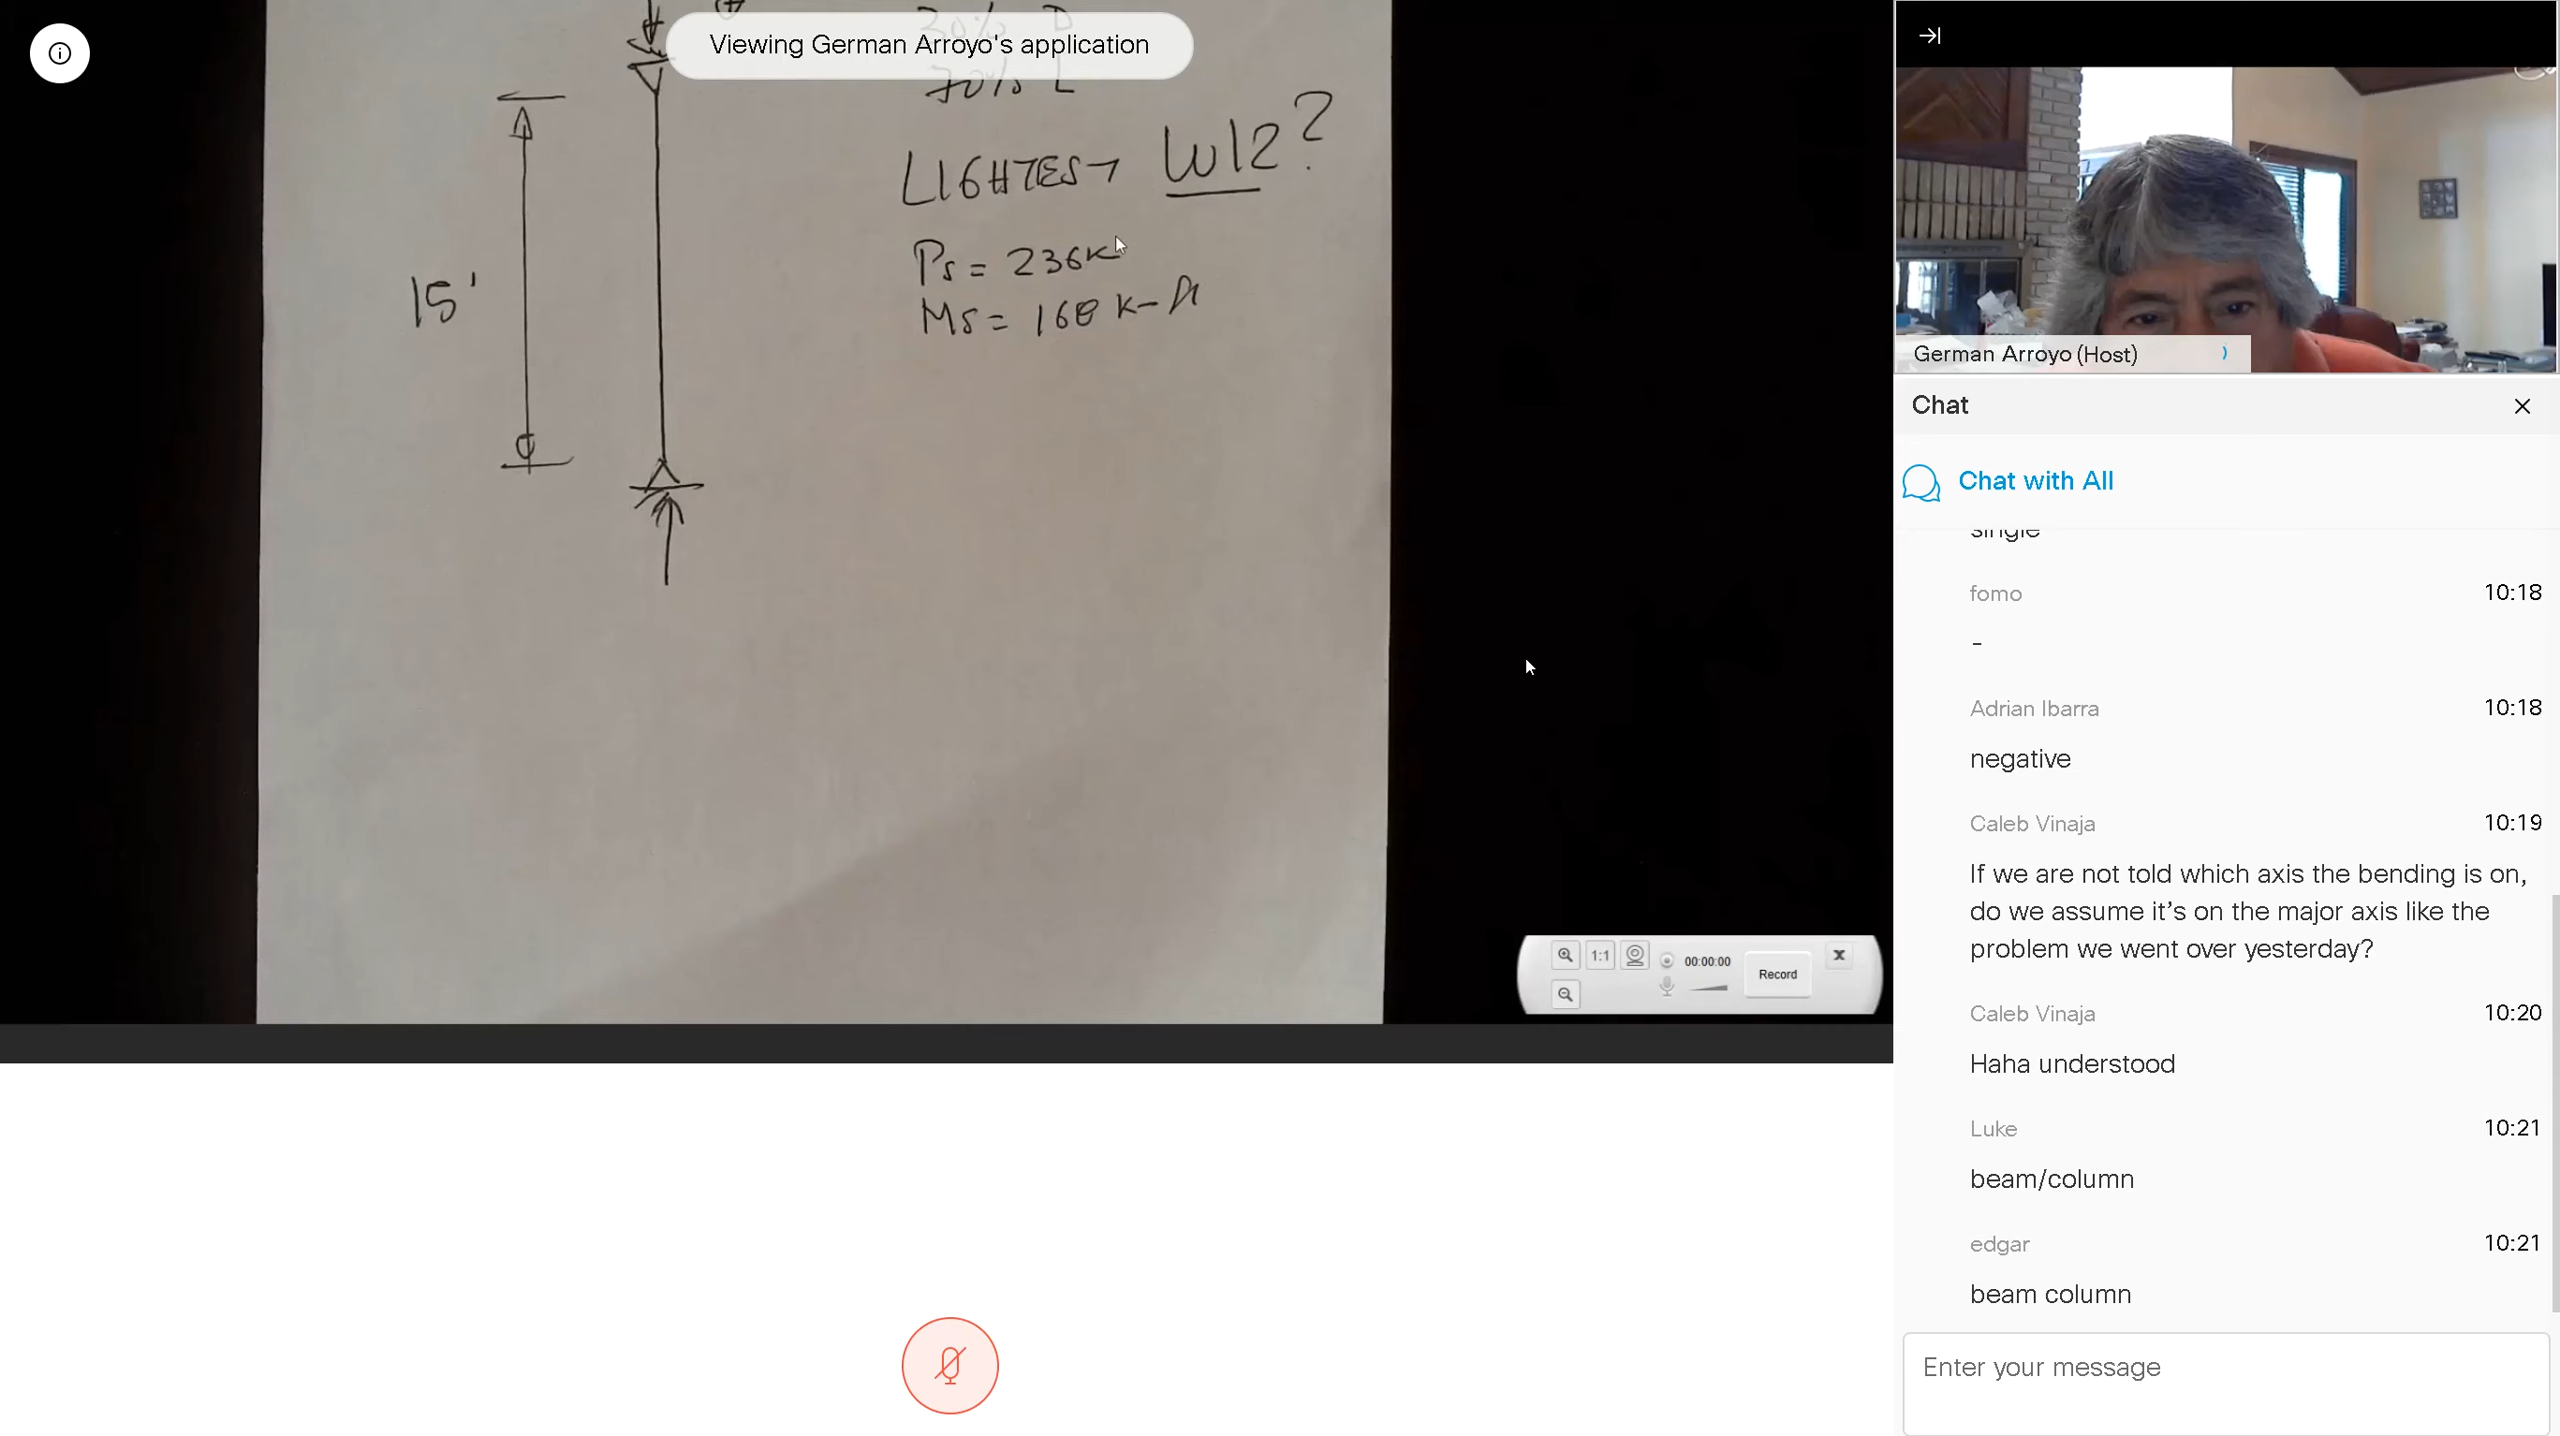 Viewing German Arroyo's application
30% D
70% L
LIGHTEST W12?
Ps = 236K
Ms = 168 K-ft
15'
00:00:00
1:1
Record
X
German Arroyo (Host)
Chat
Chat with All
single
fomo 10:18
-
Adrian Ibarra 10:18
negative
Caleb Vinaja 10:19
If we are not told which axis the bending is on,
do we assume it’s on the major axis like the
problem we went over yesterday?
Caleb Vinaja 10:20
Haha understood
Luke 10:21
beam/column
edgar 10:21
beam column
Enter your message